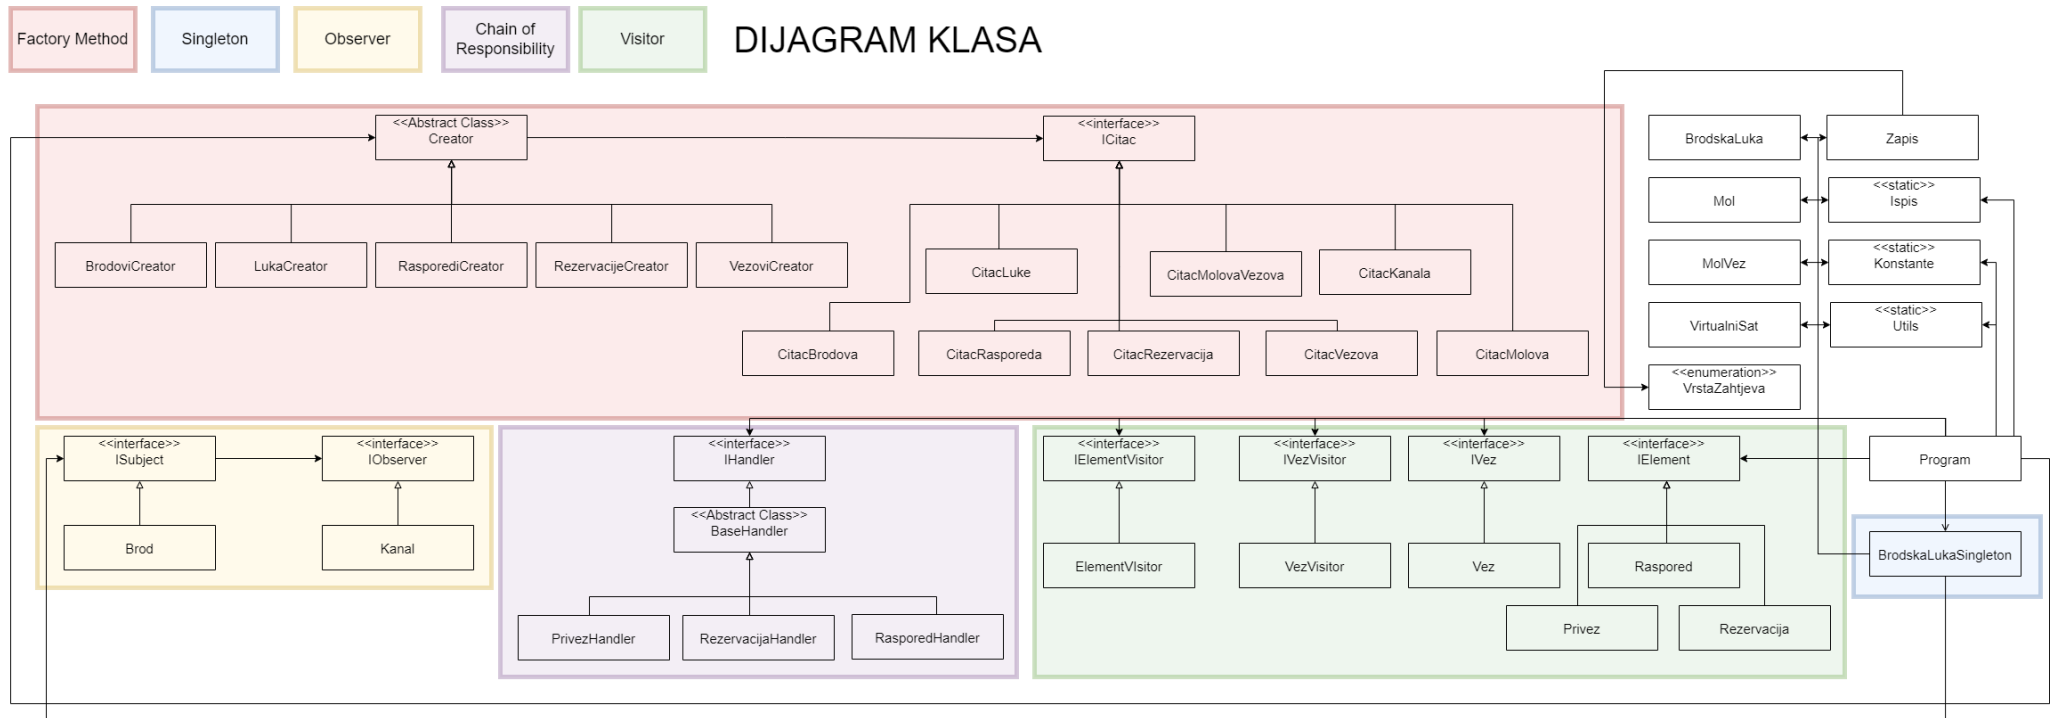 Factory Method
Singleton
Observer
Chain of
Responsibility
Visitor
DIJAGRAM KLASA
<<Abstract Class>>
Creator
<<interface>>
ICitac
BrodoviCreator
LukaCreator
RasporediCreator
RezervacijeCreator
VezoviCreator
CitacLuke
CitacMolovaVezova
CitacKanala
CitacBrodova
CitacRasporeda
CitacRezervacija
CitacVezova
CitacMolova
BrodskaLuka
Zapis
Mol
<<static>>
Ispis
MolVez
<<static>>
Konstante
VirtualniSat
<<static>>
Utils
<<enumeration>>
VrstaZahtjeva
<<interface>>
ISubject
<<interface>>
IObserver
Brod
Kanal
<<interface>>
IHandler
<<Abstract Class>>
BaseHandler
PrivezHandler
RezervacijaHandler
RasporedHandler
<<interface>>
IElementVisitor
<<interface>>
IVezVisitor
<<interface>>
IVez
<<interface>>
IElement
ElementVIsitor
VezVisitor
Vez
Raspored
Privez
Rezervacija
Program
BrodskaLukaSingleton